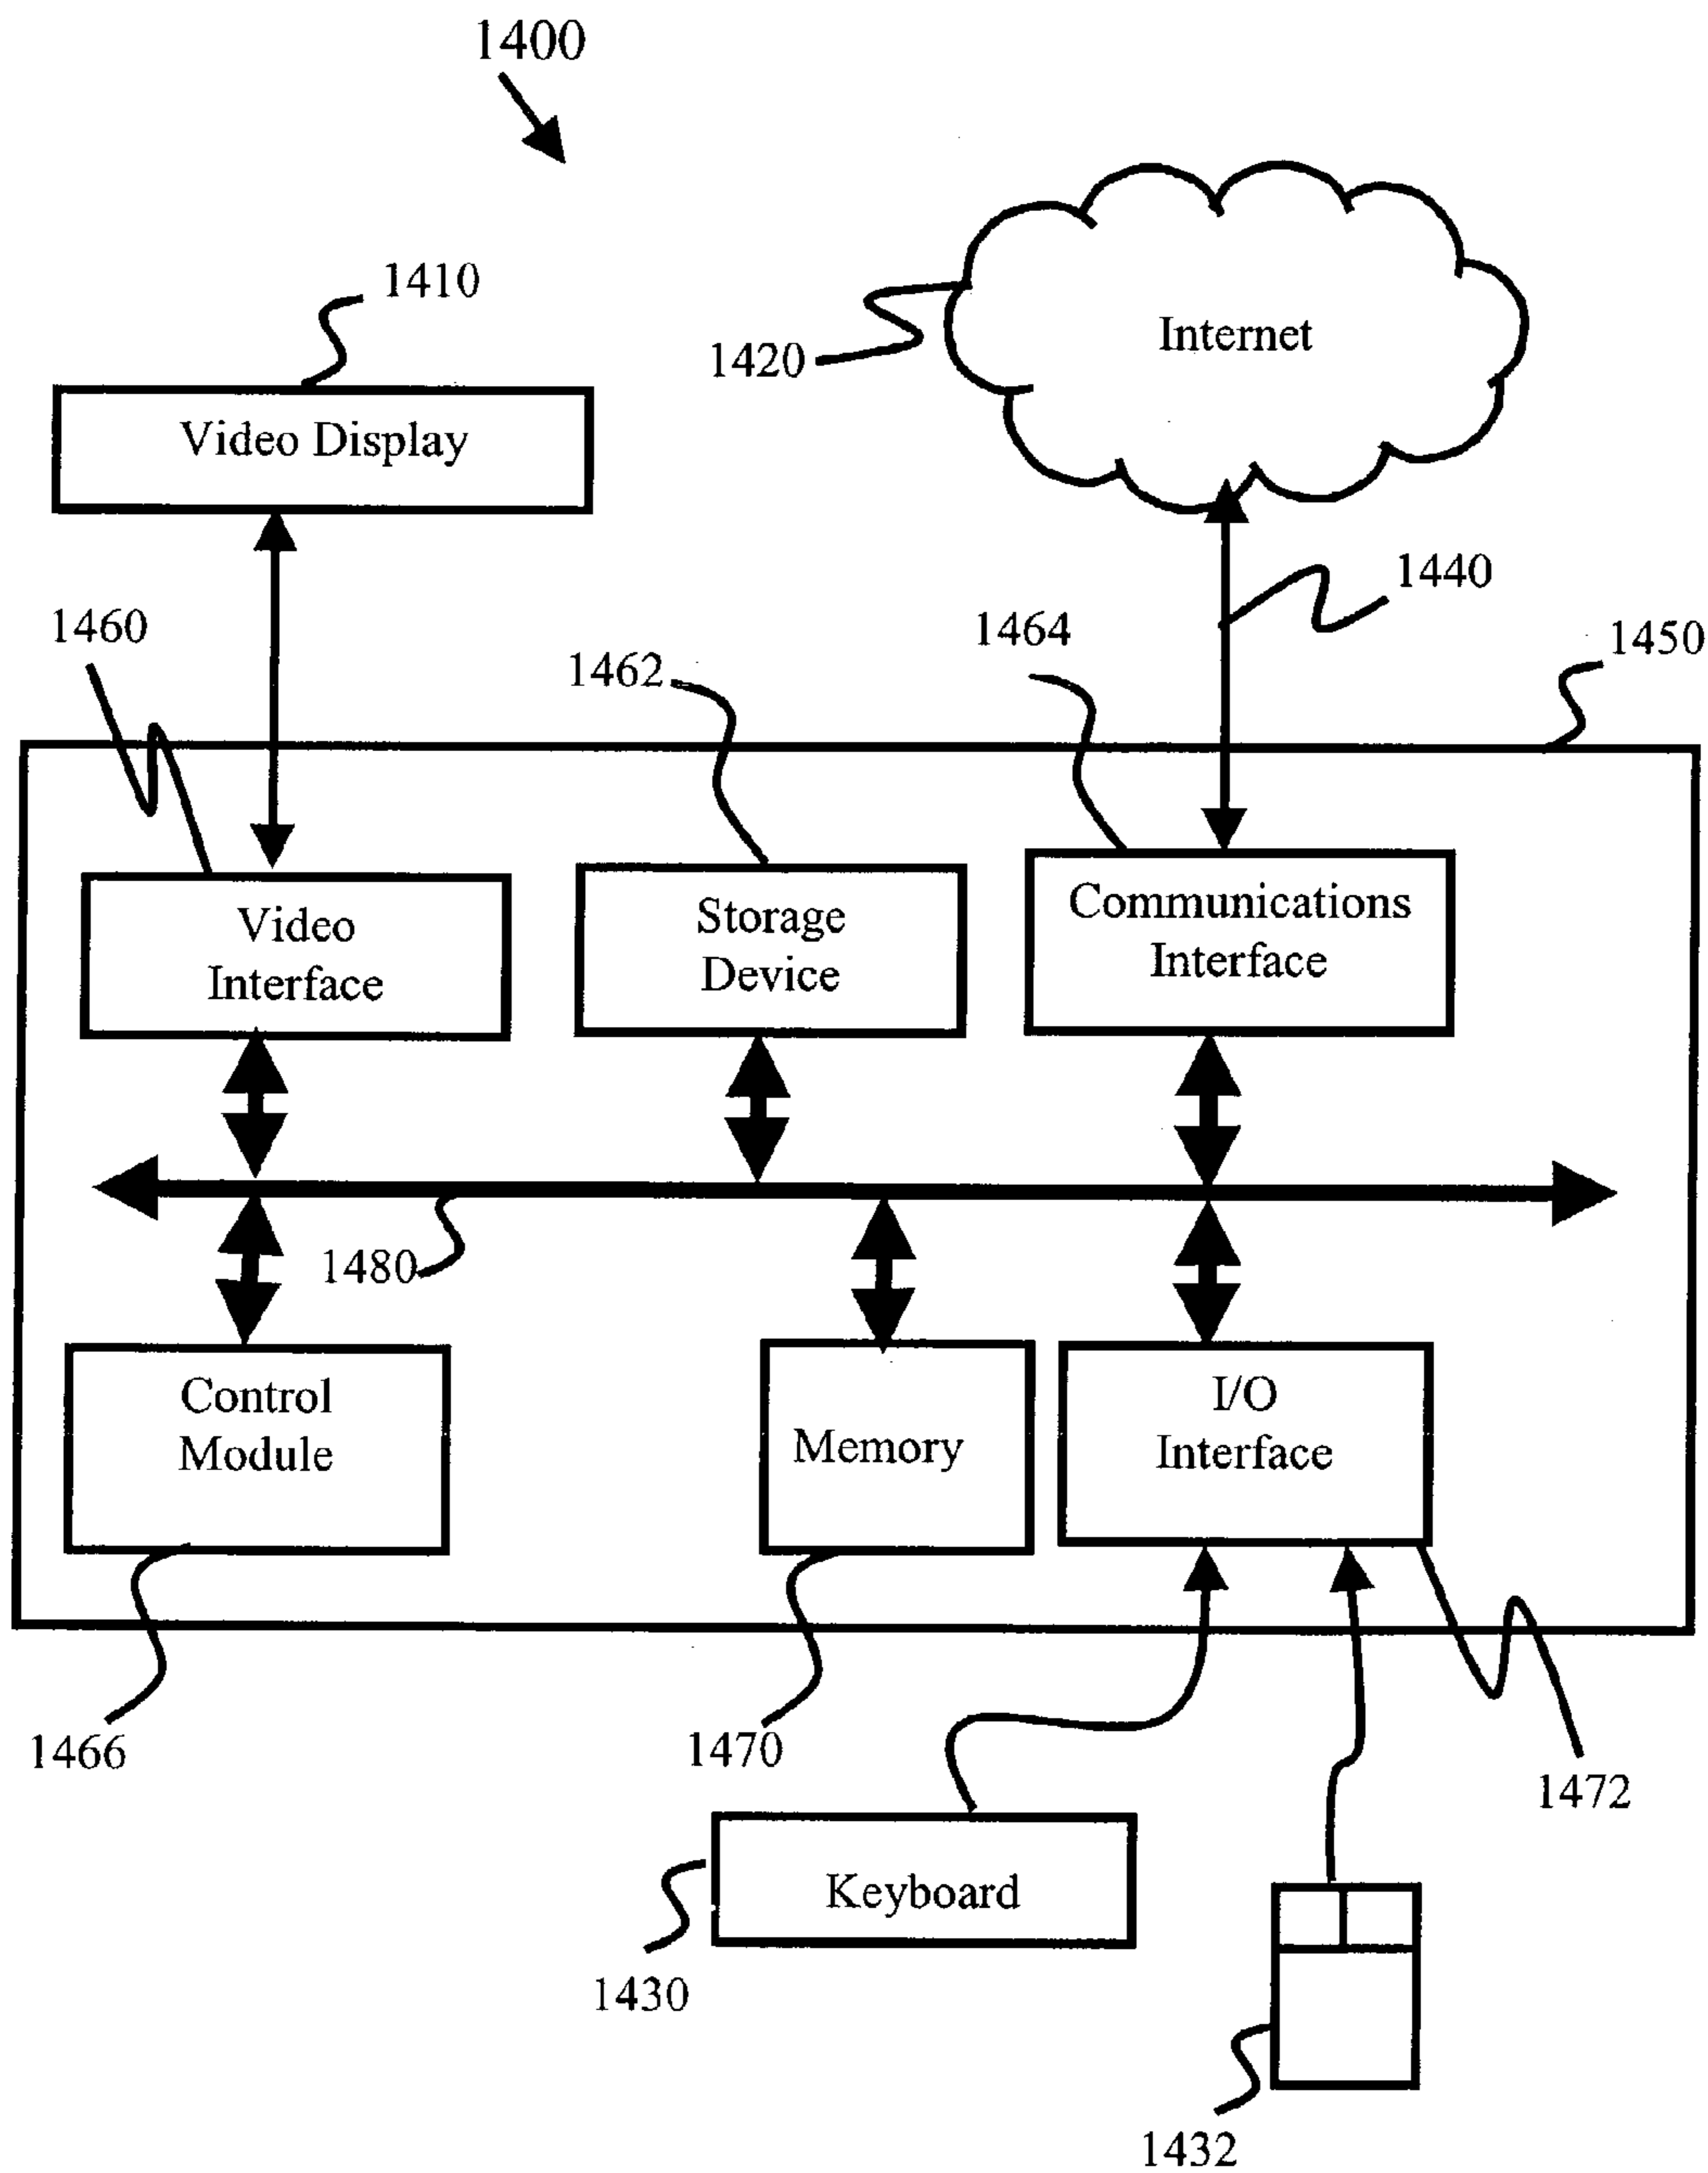 1400
1410
Internet
1420
Video Display
1440
1460
1464
1450
1462
Video
Interface
Storage
Device
Communications
Interface
1480
Control
Module
Memory
I/O
Interface
1466
1470
1472
Keyboard
1430
1432